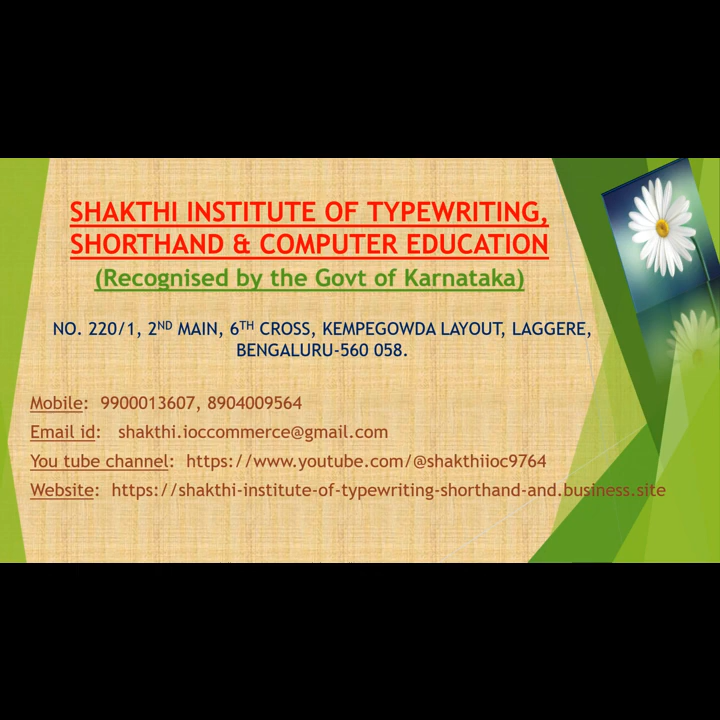 SHAKTHI INSTITUTE OF TYPEWRITING,
SHORTHAND & COMPUTER EDUCATION
(Recognised by the Govt of Karnataka)
NO. 220/1, 2ND MAIN, 6TH CROSS, KEMPEGOWDA LAYOUT, LAGGERE,
BENGALURU-560 058.
Mobile: 9900013607, 8904009564
Email id: shakthi.ioccommerce@gmail.com
You tube channel: https://www.youtube.com/@shakthiioc9764
Website: https://shakthi-institute-of-typewriting-shorthand-and.business.site